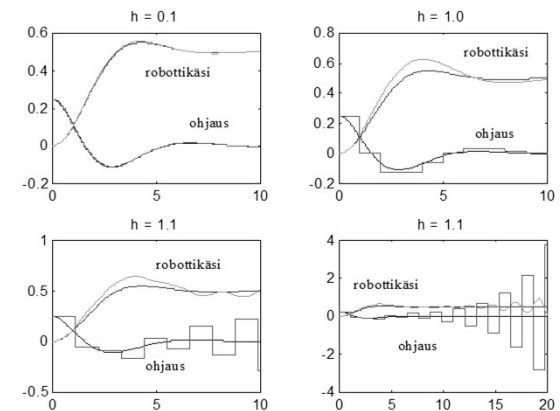 h = 0.1
0.6
0.4
0.2
0
-0.2
0
5
10
robottikäsi
ohjaus
h = 1.0
0.8
0.6
0.4
0.2
0
-0.2
0
5
10
robottikäsi
ohjaus
h = 1.1
1
0.5
0
-0.5
0
5
10
robottikäsi
ohjaus
h = 1.1
4
2
0
-2
-4
0
5
10
15
20
robottikäsi
ohjaus